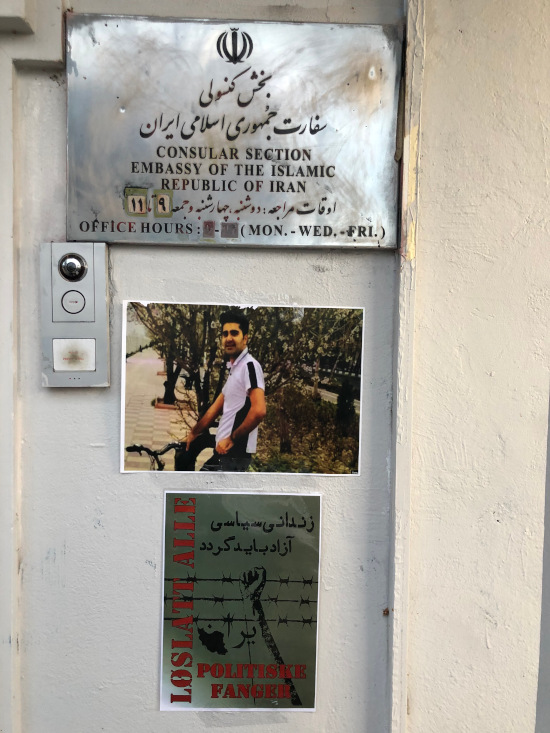 بخش کنسولی
سفارت جمهوری اسلامی ایران
CONSULAR SECTION
EMBASSY OF THE ISLAMIC
REPUBLIC OF IRAN
اوقات مراجعه: دوشنبه، چهارشنبه و جمعه ۹ تا ۱۱
OFFICE HOURS: (MON.-WED.-FRI.)
زندانی سیاسی
آزاد باید گردد
ایران
LØSLATT ALLE
POLITISKE
FANGER